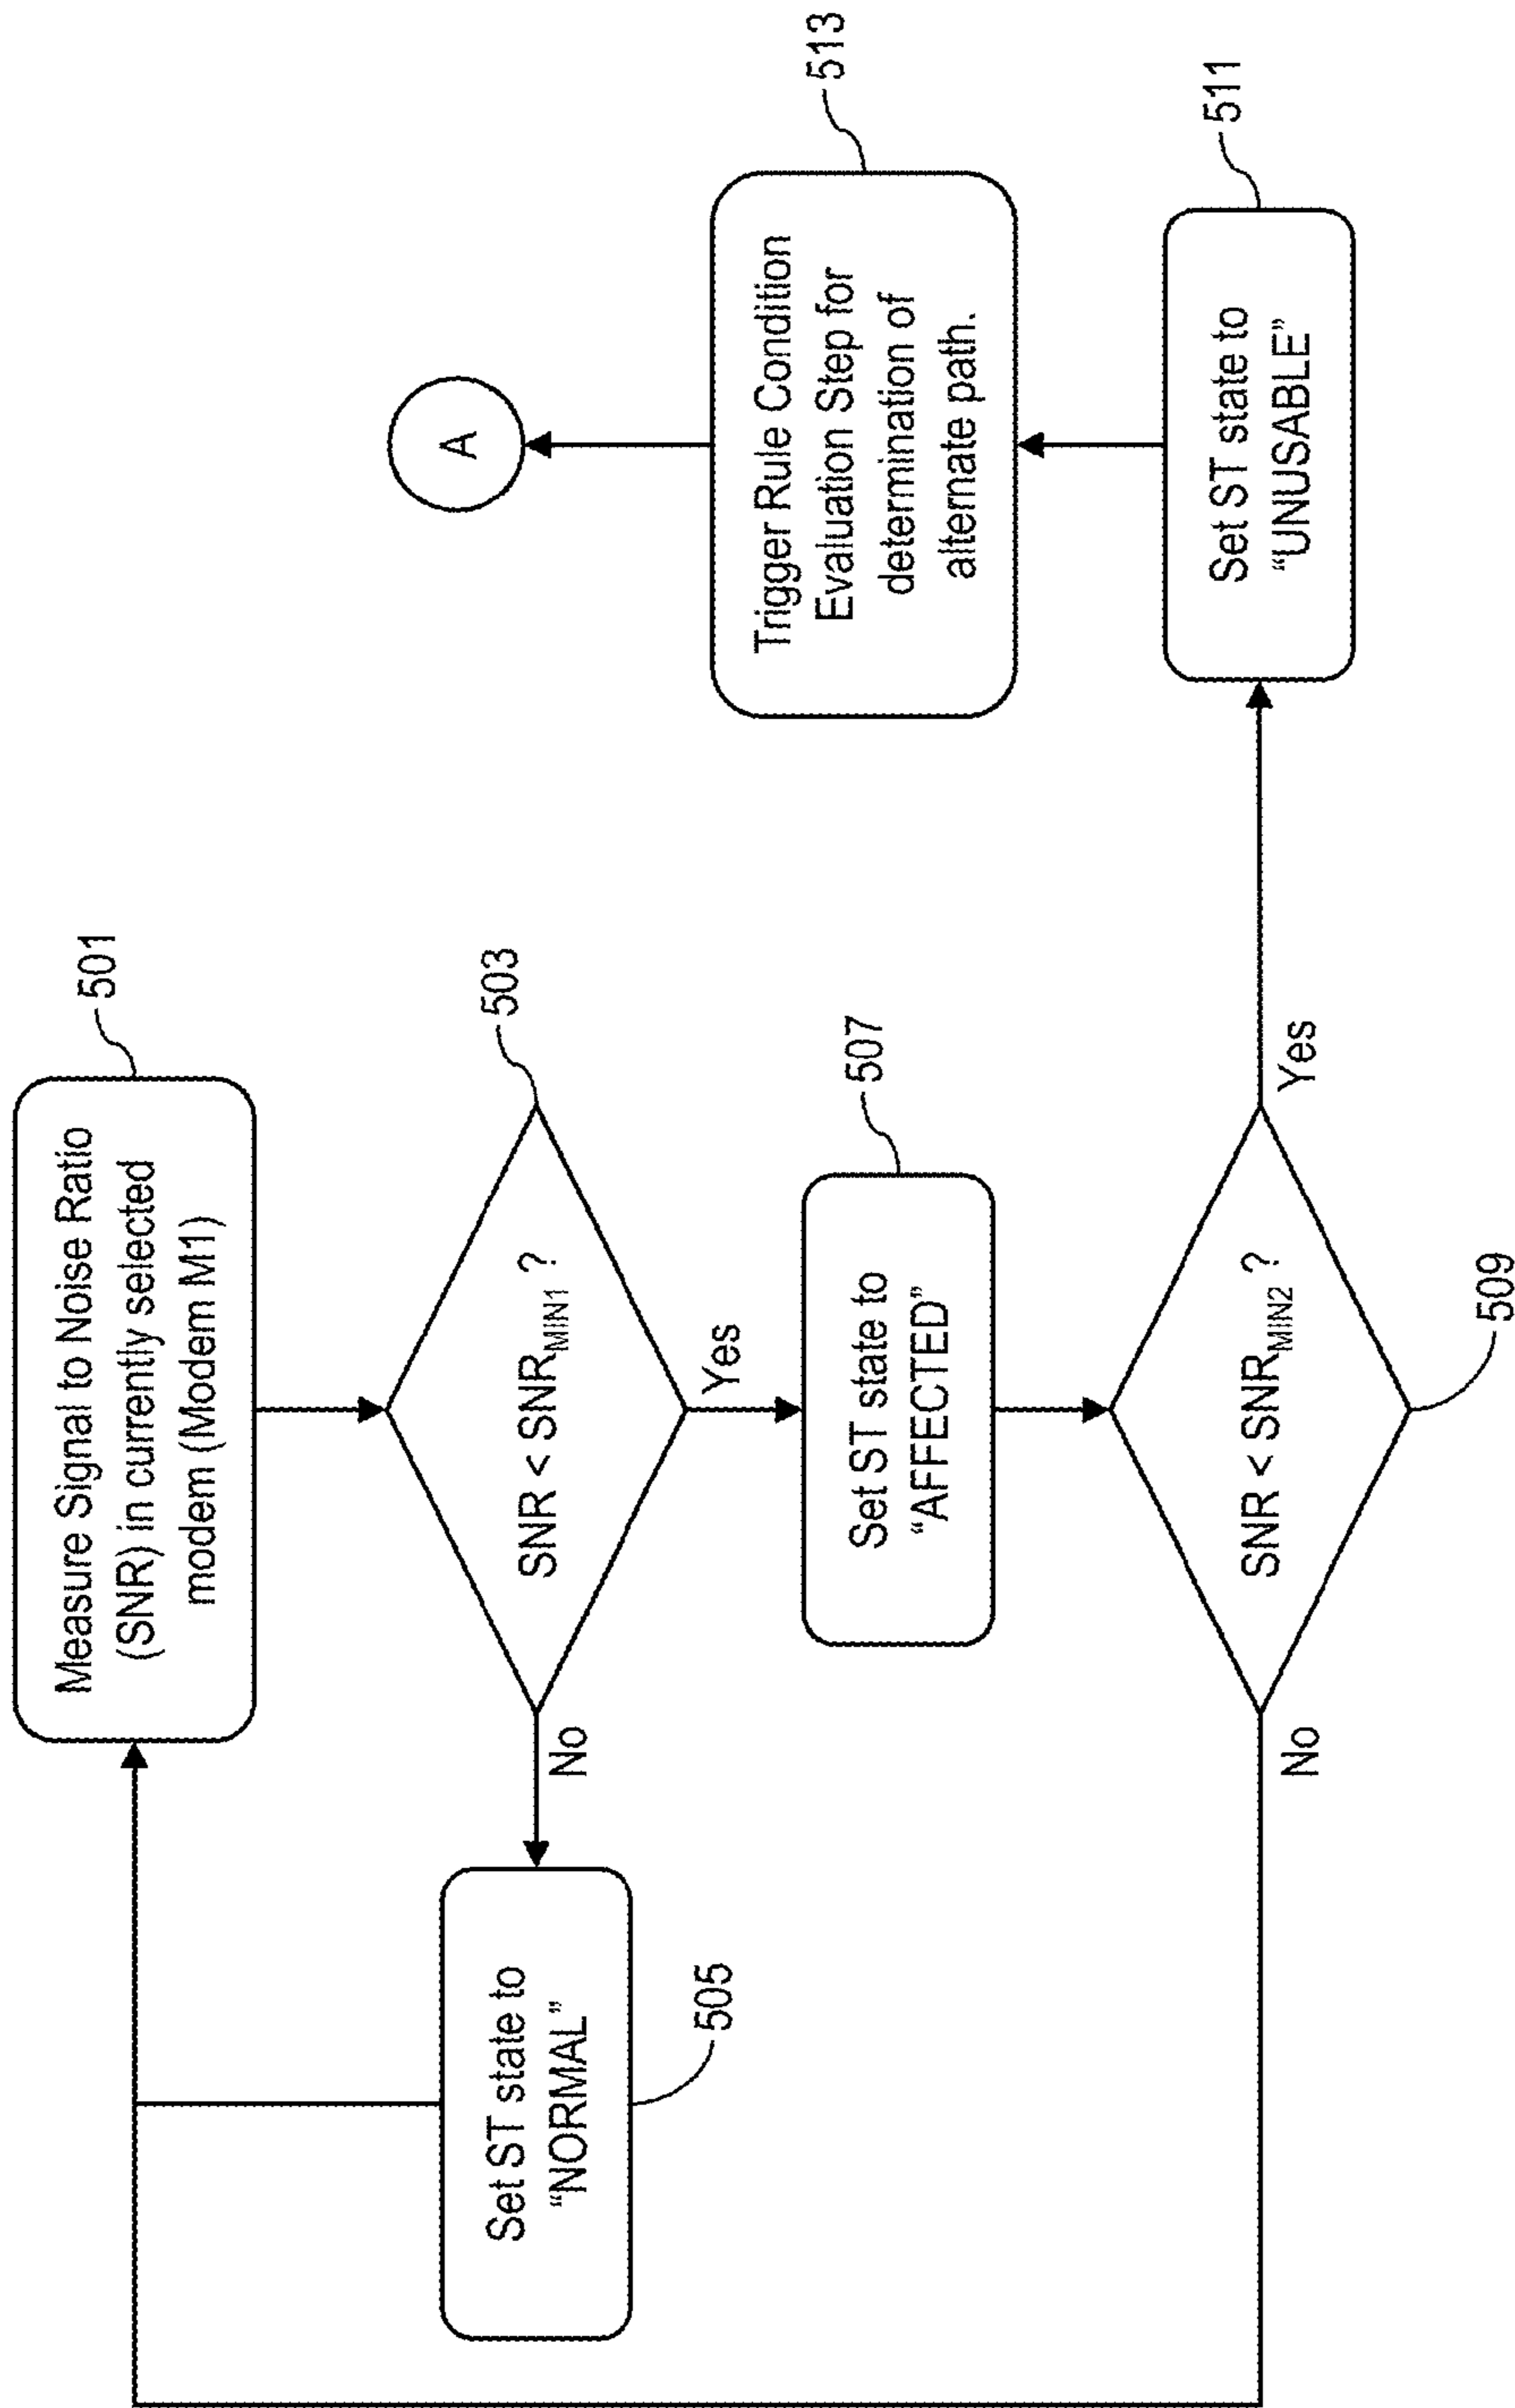 Measure Signal to Noise Ratio
(SNR) in currently selected
modem (Modem M1)
501
SNR < SNRMIN1 ?
503
No
Yes
Set ST state to
“NORMAL”
505
Set ST state to
“AFFECTED”
507
SNR < SNRMIN2 ?
509
No
Yes
Set ST state to
“UNUSABLE”
511
Trigger Rule Condition
Evaluation Step for
determination of
alternate path.
513
A